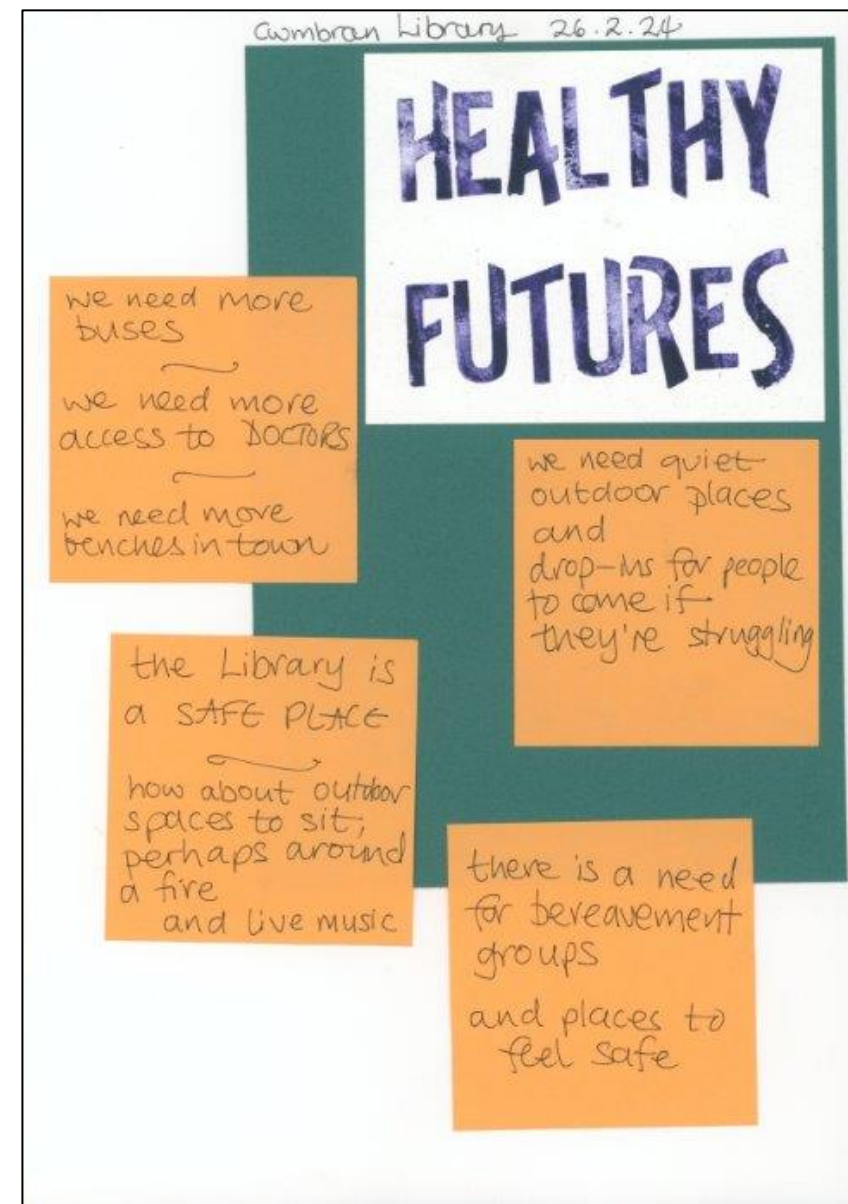 Cwmbran Library 26.2.24
HEALTHY
FUTURES
we need more
buses
we need more
access to DOCTORS
we need more
benches in town
we need quiet
outdoor places
and
drop-ins for people
to come if
they're struggling
the Library is
a SAFE PLACE
how about outdoor
spaces to sit,
perhaps around
a fire
and live music
there is a need
for bereavement
groups
and places to
feel safe